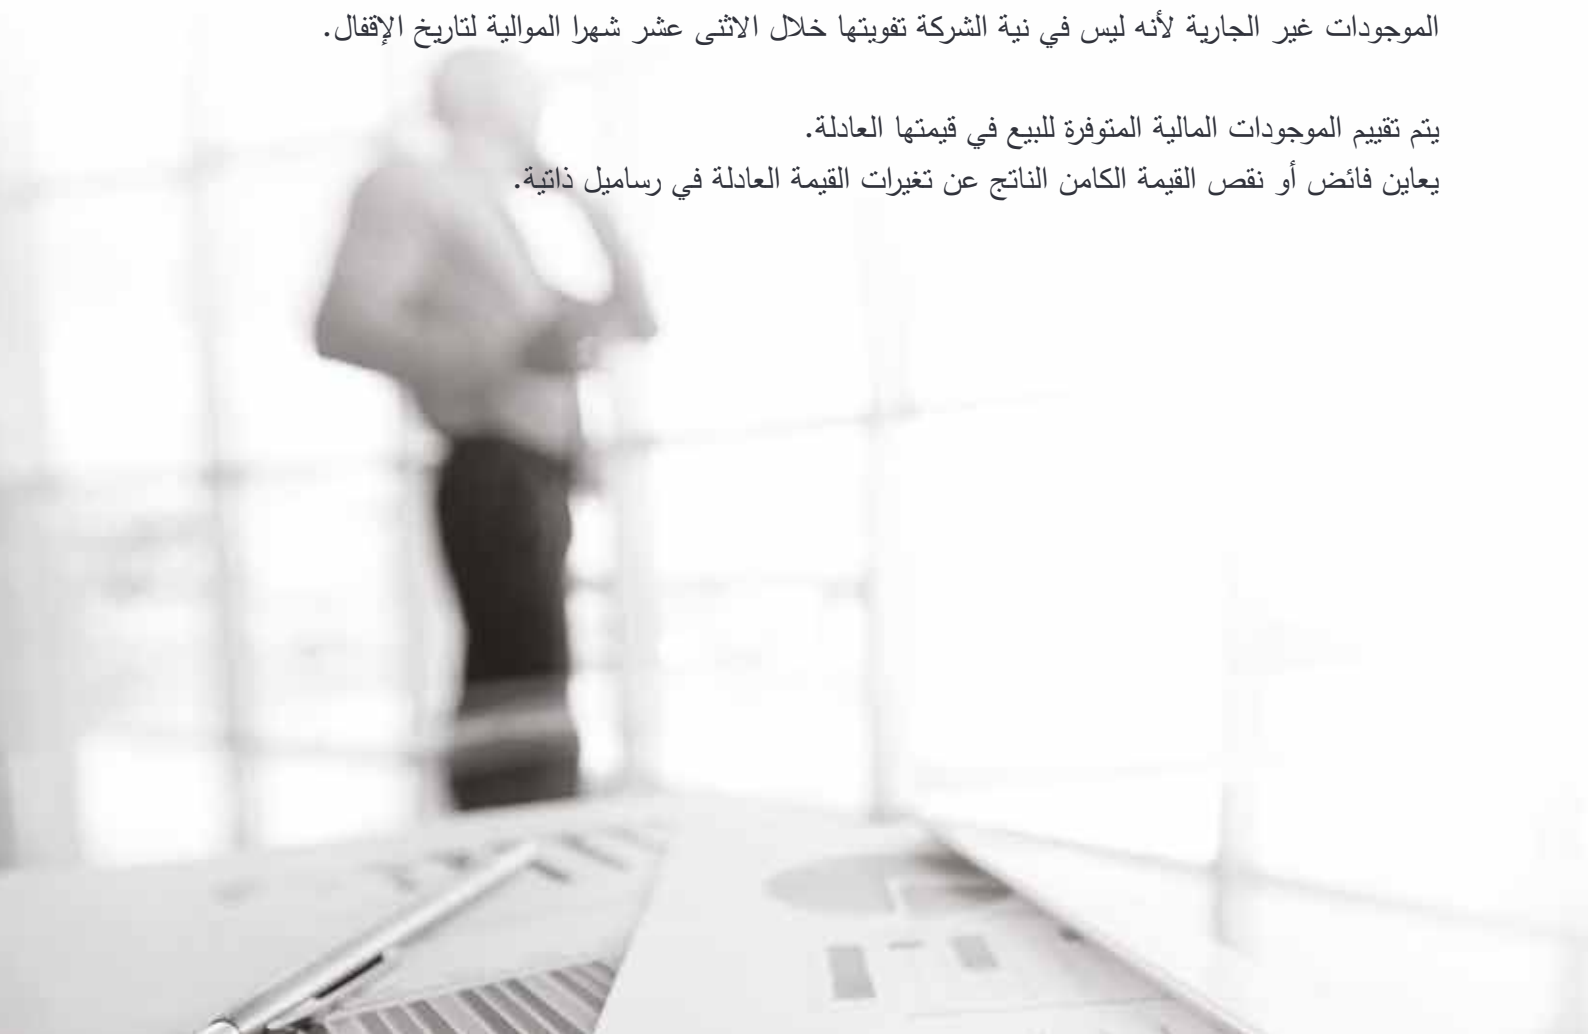 الموجودات غير الجارية لأنه ليس في نية الشركة تفويتها خلال الاثنى عشر شهرا الموالية لتاريخ الإقفال.
يتم تقييم الموجودات المالية المتوفرة للبيع في قيمتها العادلة.
يعاين فائض أو نقص القيمة الكامن الناتج عن تغيرات القيمة العادلة في رساميل ذاتية.